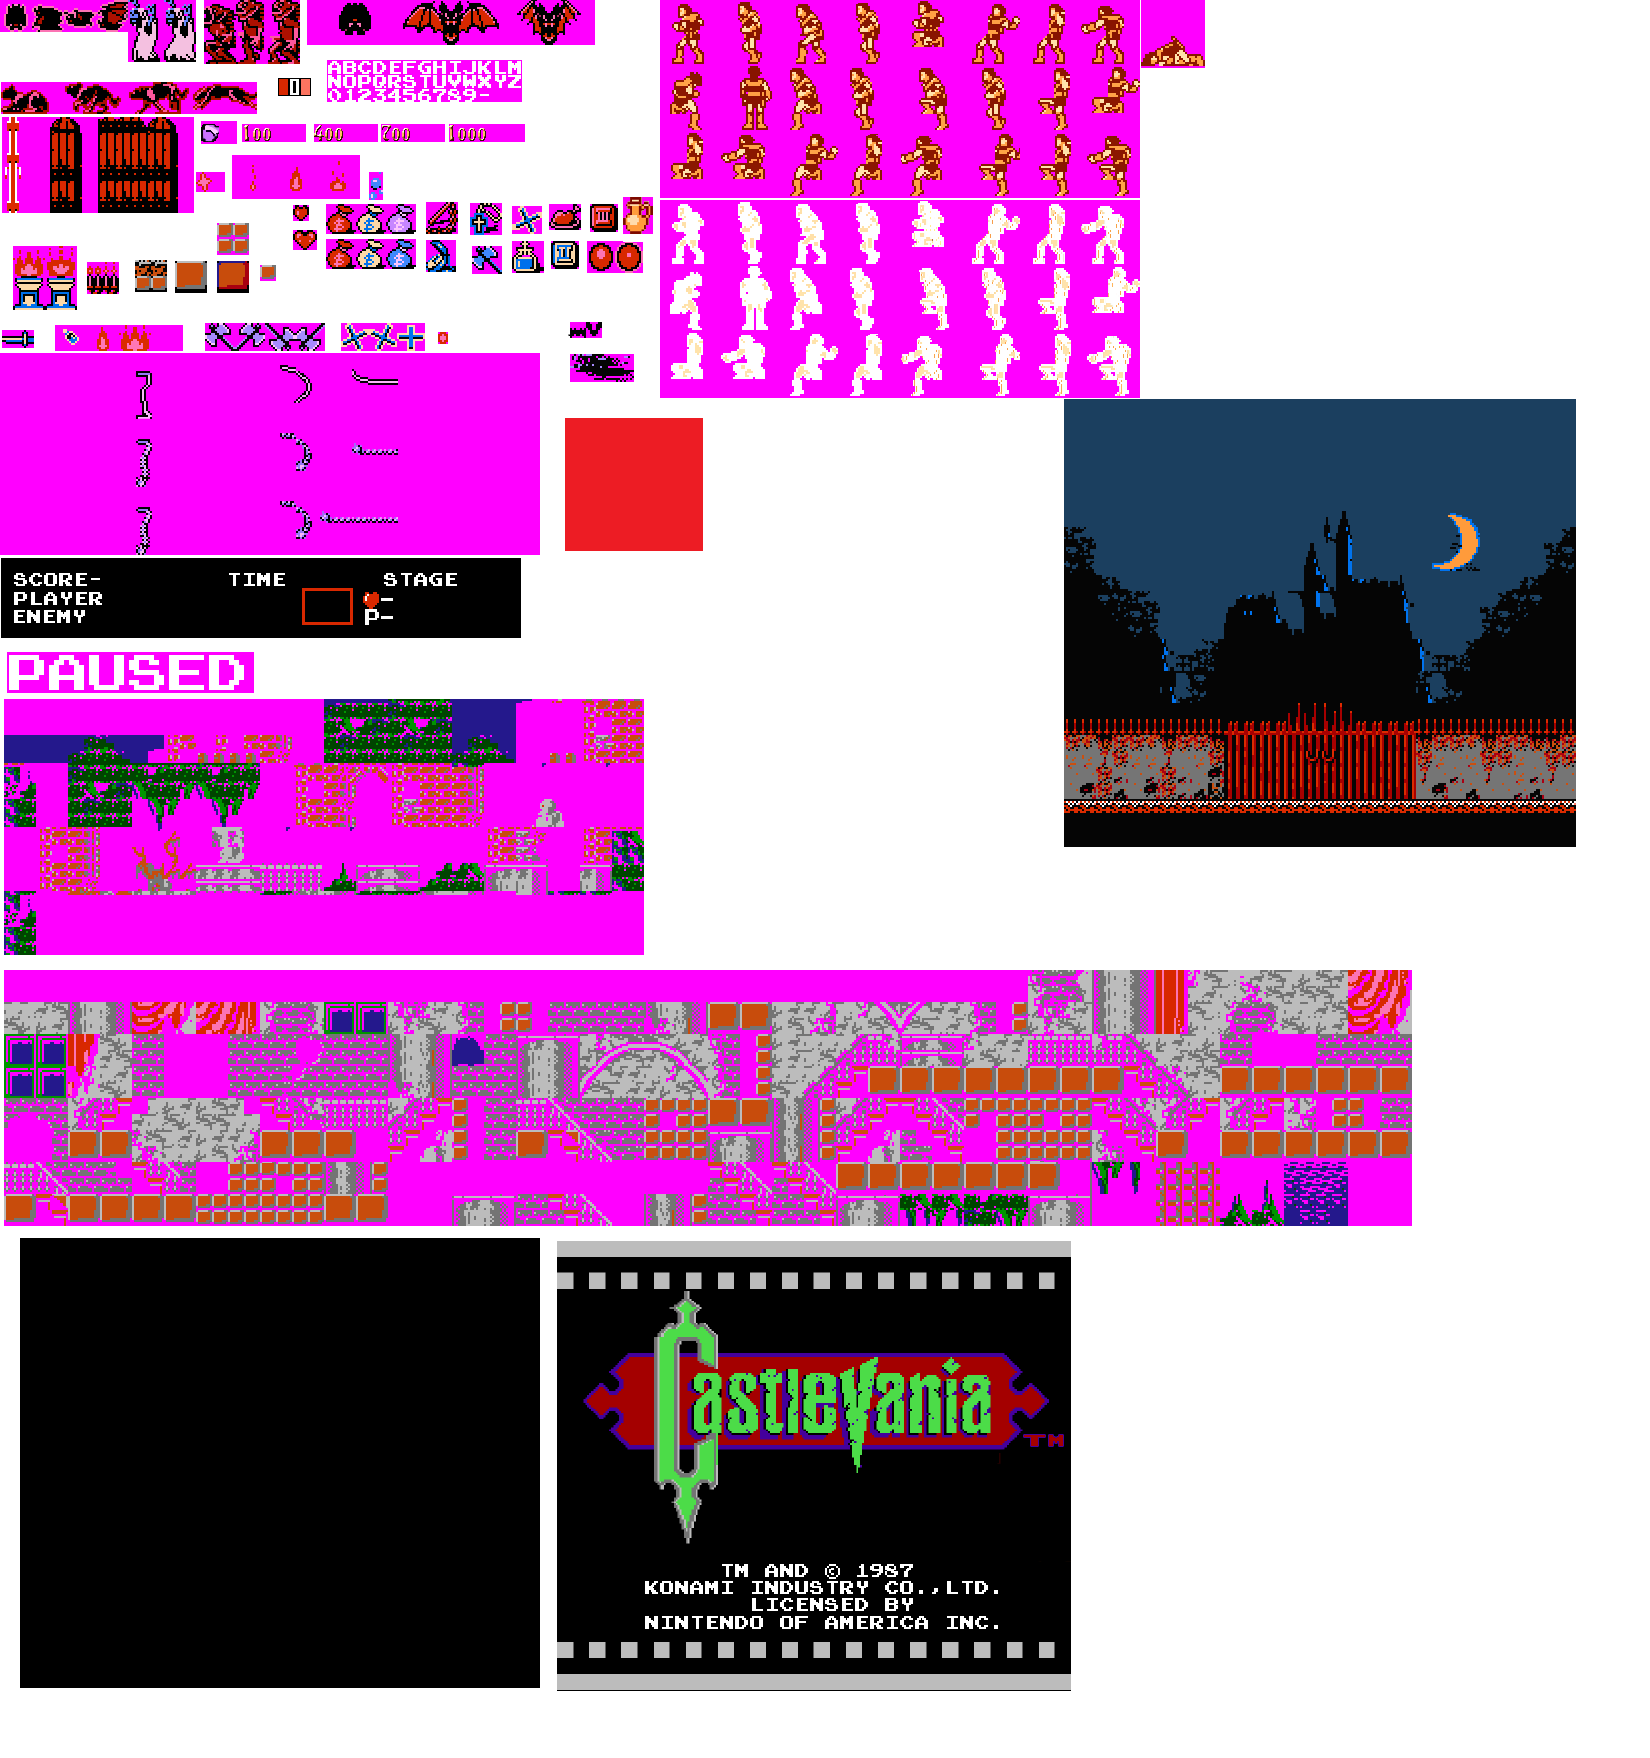 ABCDEFGHIJKLM
NOPQRSTUVWXYZ
0123456789-
100 400 700 1000
II
SCORE- TIME STAGE
PLAYER -
ENEMY P-
PAUSED
Castlevania
TM
TM AND © 1987
KONAMI INDUSTRY CO.,LTD.
LICENSED BY
NINTENDO OF AMERICA INC.